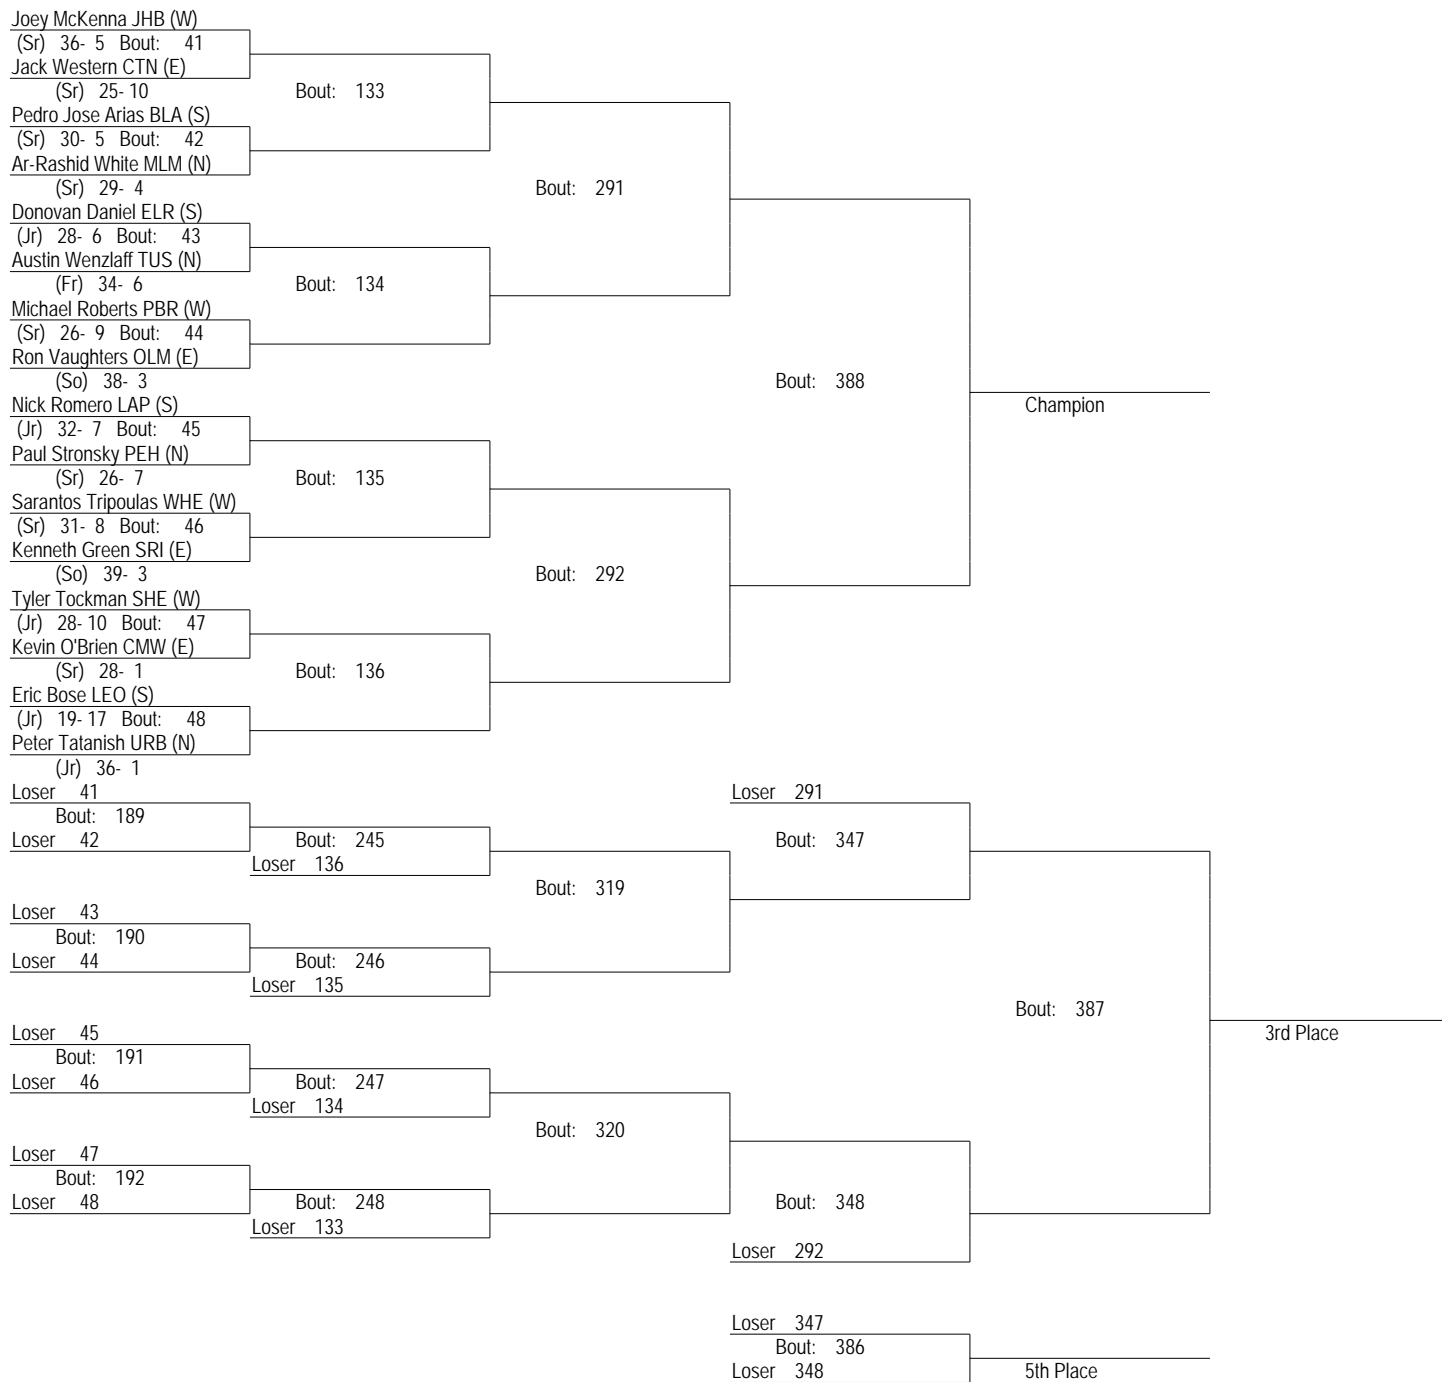 Joey McKenna JHB (W)
(Sr) 36- 5 Bout: 41
Jack Western CTN (E)
(Sr) 25- 10
Bout: 133
Pedro Jose Arias BLA (S)
(Sr) 30- 5 Bout: 42
Ar-Rashid White MLM (N)
(Sr) 29- 4
Bout: 291
Donovan Daniel ELR (S)
(Jr) 28- 6 Bout: 43
Austin Wenzlaff TUS (N)
(Fr) 34- 6
Bout: 134
Michael Roberts PBR (W)
(Sr) 26- 9 Bout: 44
Ron Vaughters OLM (E)
(So) 38- 3
Bout: 388
Champion
Nick Romero LAP (S)
(Jr) 32- 7 Bout: 45
Paul Stronsky PEH (N)
(Sr) 26- 7
Bout: 135
Sarantos Tripoulas WHE (W)
(Sr) 31- 8 Bout: 46
Kenneth Green SRI (E)
(So) 39- 3
Bout: 292
Tyler Tockman SHE (W)
(Jr) 28- 10 Bout: 47
Kevin O'Brien CMW (E)
(Sr) 28- 1
Bout: 136
Eric Bose LEO (S)
(Jr) 19- 17 Bout: 48
Peter Tatanish URB (N)
(Jr) 36- 1
Loser 41
Bout: 189
Loser 42
Bout: 245
Loser 136
Loser 291
Bout: 347
Bout: 319
Loser 43
Bout: 190
Loser 44
Bout: 246
Loser 135
Bout: 387
3rd Place
Loser 45
Bout: 191
Loser 46
Bout: 247
Loser 134
Bout: 320
Loser 47
Bout: 192
Loser 48
Bout: 248
Loser 133
Bout: 348
Loser 292
Loser 347
Bout: 386
Loser 348
5th Place